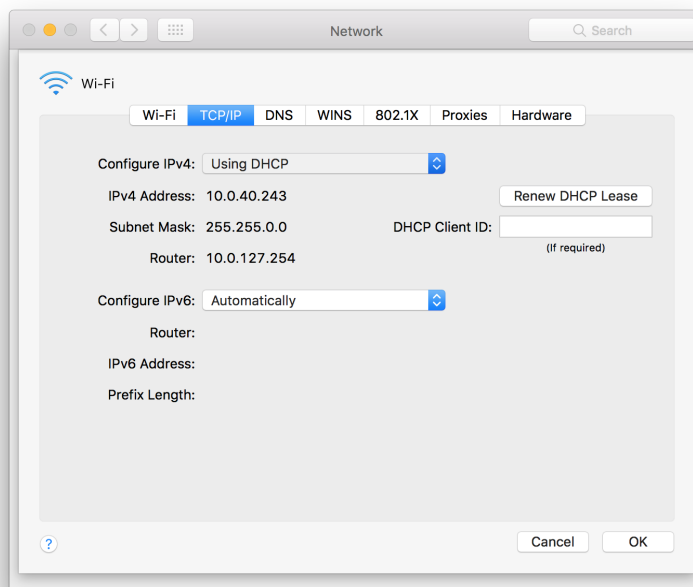 Network
Search
Wi-Fi
Wi-Fi TCP/IP DNS WINS 802.1X Proxies Hardware
Configure IPv4: Using DHCP
IPv4 Address: 10.0.40.243 Renew DHCP Lease
Subnet Mask: 255.255.0.0 DHCP Client ID:
(If required)
Router: 10.0.127.254
Configure IPv6: Automatically
Router:
IPv6 Address:
Prefix Length:
? Cancel OK